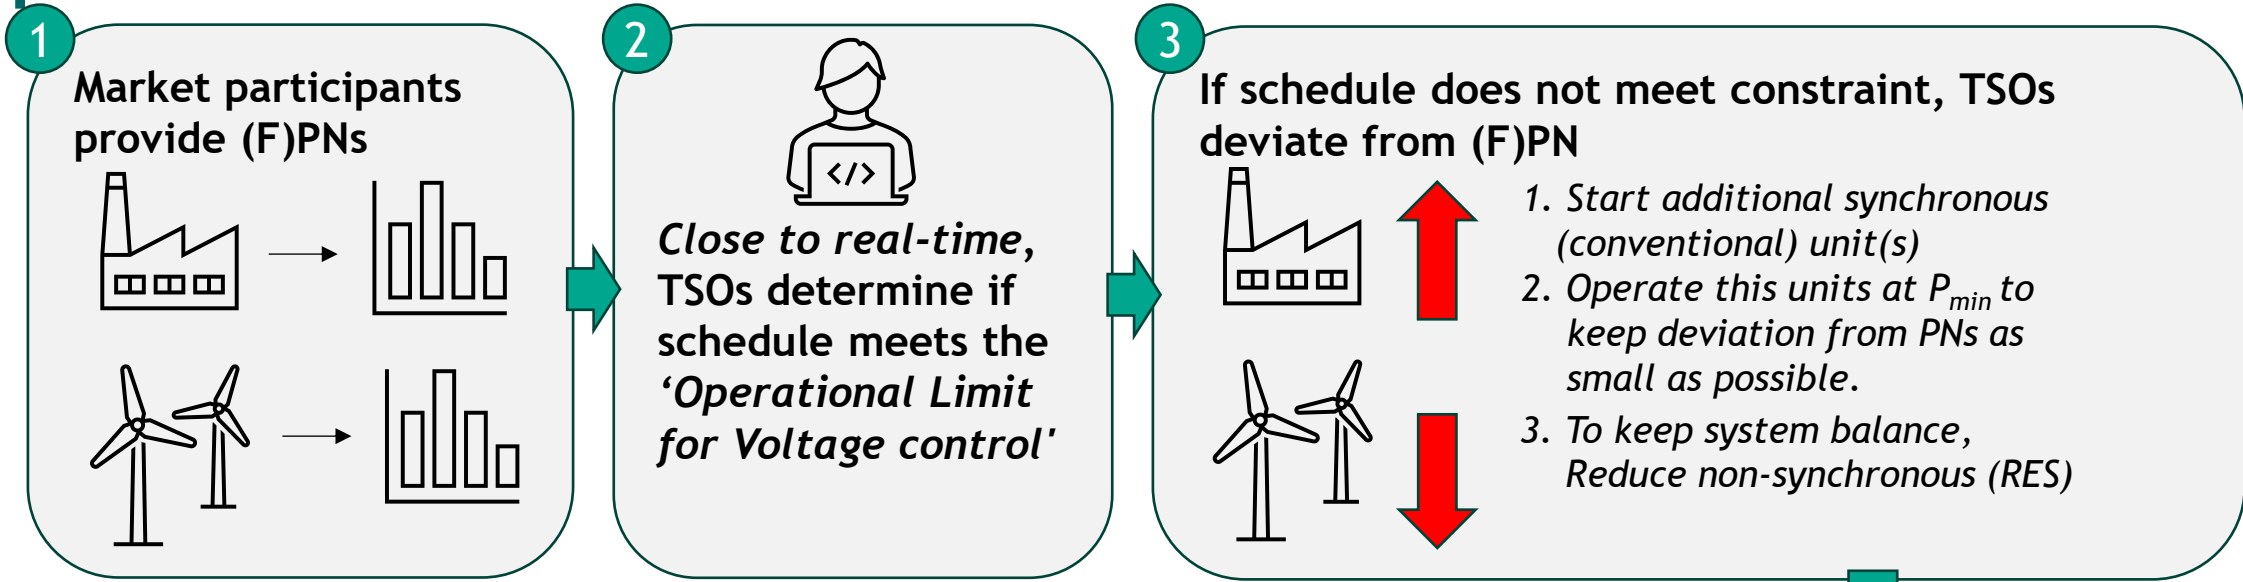 1
Market participants
provide (F)PNs
2
</>
Close to real-time,
TSOs determine if
schedule meets the
‘Operational Limit
for Voltage control'
3
If schedule does not meet constraint, TSOs
deviate from (F)PN
1. Start additional synchronous
(conventional) unit(s)
2. Operate this units at Pmin to
keep deviation from PNs as
small as possible.
3. To keep system balance,
Reduce non-synchronous (RES)